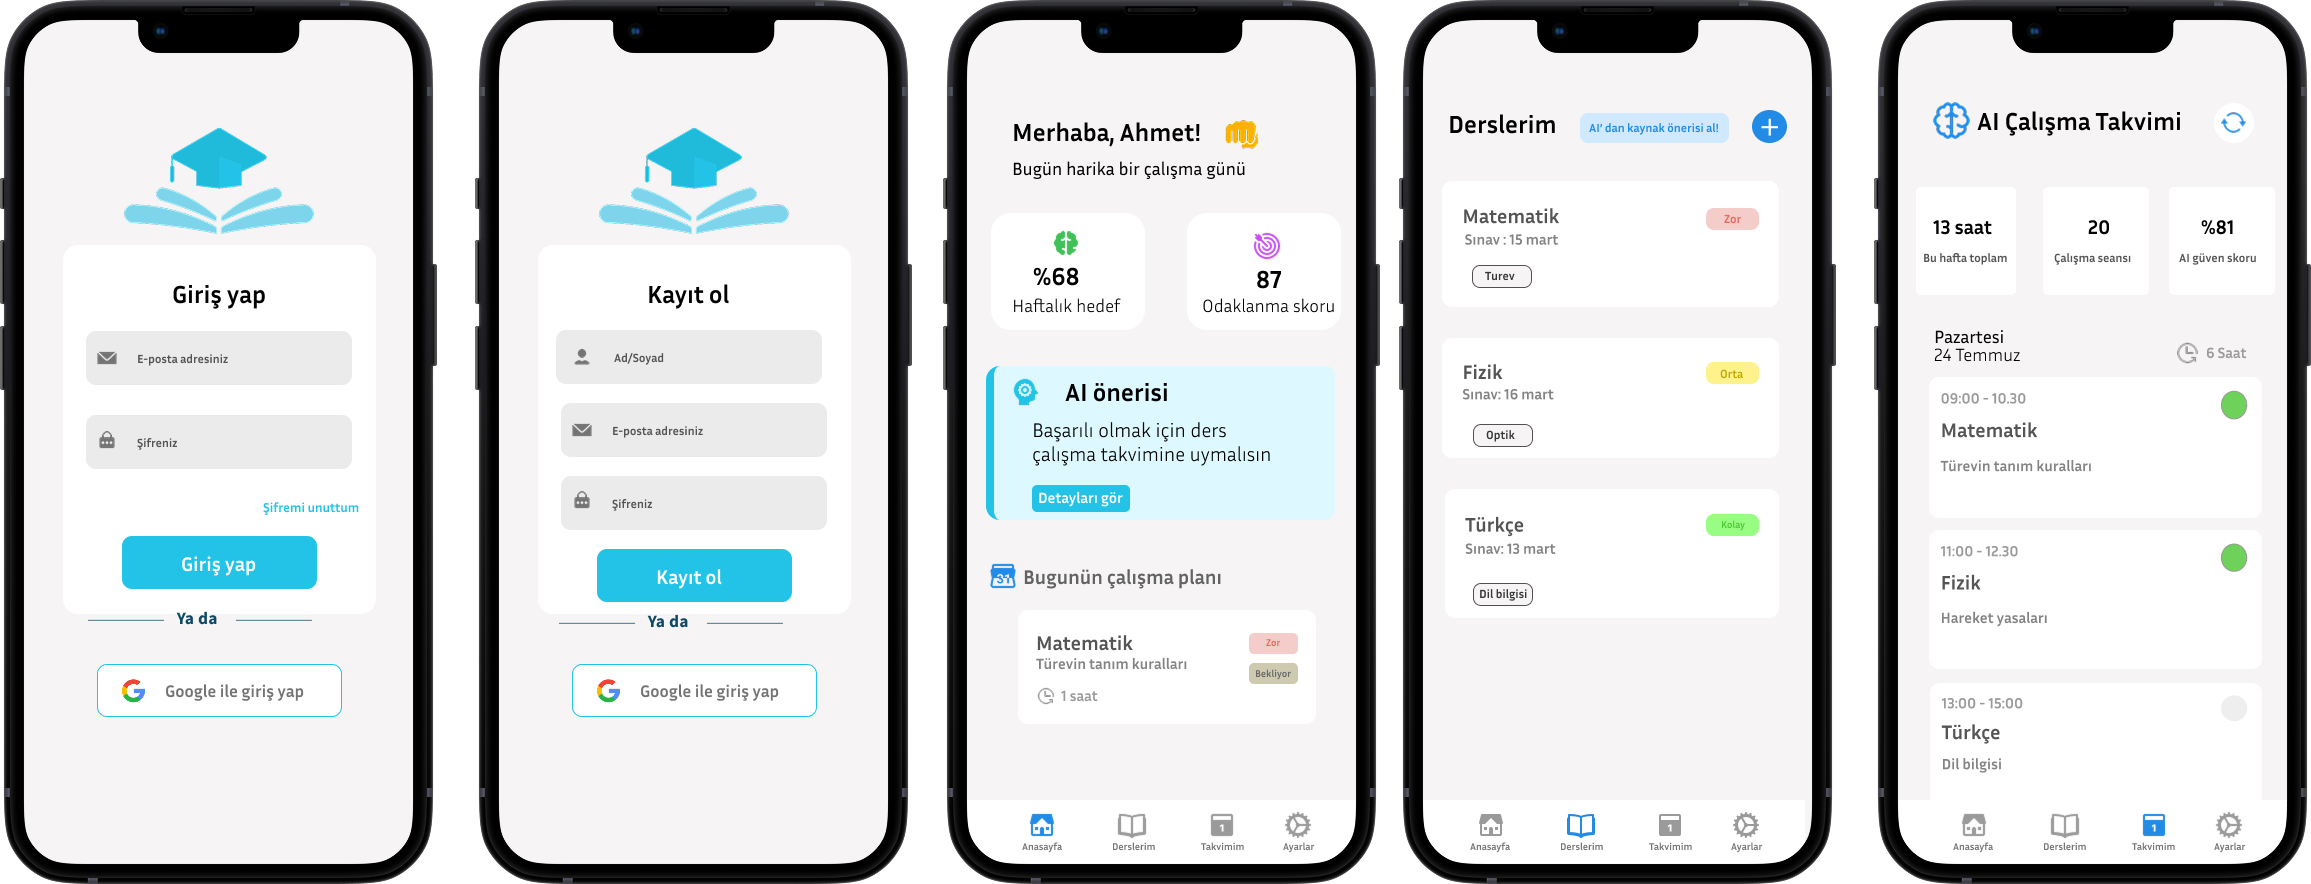 Giriş yap
E-posta adresiniz
Şifreniz
Şifremi unuttum
Giriş yap
Ya da
Google ile giriş yap
Kayıt ol
Ad/Soyad
E-posta adresiniz
Şifreniz
Kayıt ol
Ya da
Google ile giriş yap
Merhaba, Ahmet!
Bugün harika bir çalışma günü
%68
Haftalık hedef
87
Odaklanma skoru
AI önerisi
Başarılı olmak için ders
çalışma takvimine uymalısın
Detayları gör
31
Bugunün çalışma planı
Matematik
Zor
Türevin tanım kuralları
Bekliyor
1 saat
Anasayfa
Derslerim
1
Takvimim
Ayarlar
Derslerim
AI' dan kaynak önerisi al!
Matematik
Zor
Sınav : 15 mart
Turev
Fizik
Orta
Sınav: 16 mart
Optik
Türkçe
Kolay
Sınav: 13 mart
Dil bilgisi
Anasayfa
Derslerim
1
Takvimim
Ayarlar
AI Çalışma Takvimi
13 saat
Bu hafta toplam
20
Çalışma seansı
%81
AI güven skoru
Pazartesi
24 Temmuz
6 Saat
09:00 - 10.30
Matematik
Türevin tanım kuralları
11:00 - 12.30
Fizik
Hareket yasaları
13:00 - 15:00
Türkçe
Dil bilgisi
Anasayfa
Derslerim
1
Takvimim
Ayarlar